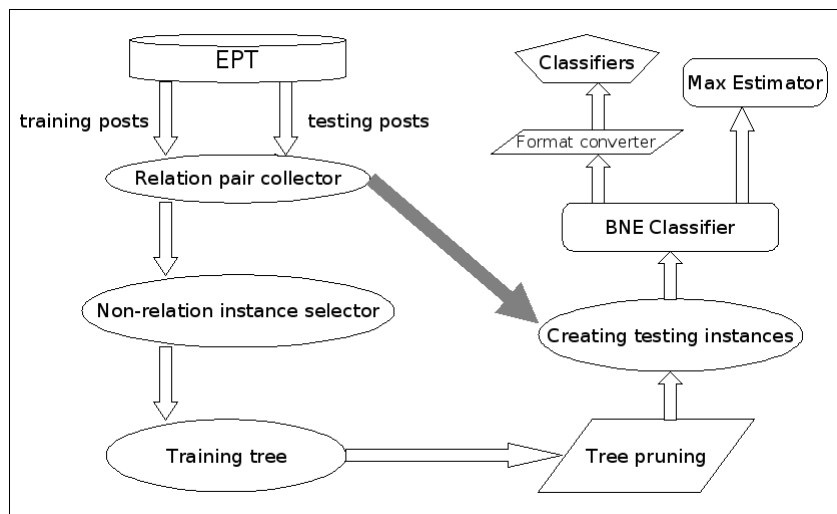 EPT
training posts
testing posts
Relation pair collector
Non-relation instance selector
Training tree
Tree pruning
Creating testing instances
BNE Classifier
Format converter
Classifiers
Max Estimator